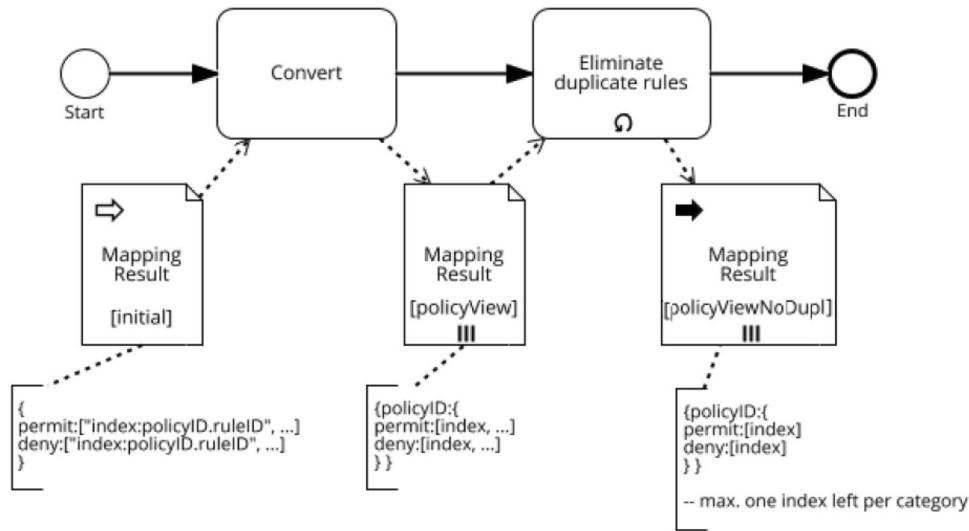 Convert
Eliminate
duplicate rules
Start
End
Mapping
Result
[initial]
Mapping
Result
[policyView]
Mapping
Result
[policyViewNoDupl]
{
permit:["index:policyID.ruleID", ...]
deny:["index:policyID.ruleID", ...]
}
{policyID:{
permit:[index, ...]
deny:[index, ...]
} }
{policyID:{
permit:[index]
deny:[index]
} }
-- max. one index left per category